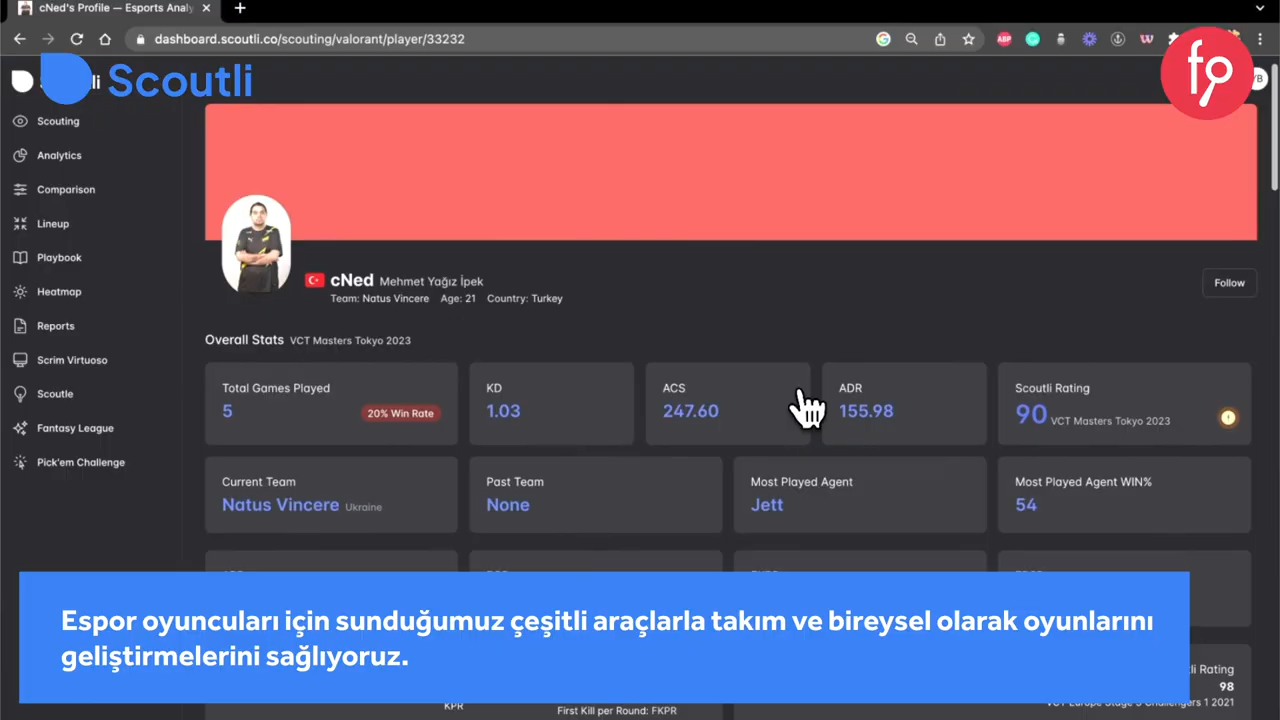 cNed's Profile — Esports Analy
dashboard.scoutli.co/scouting/valorant/player/33232
ABP
Scoutli
fp
Scouting
Analytics
Comparison
Lineup
Playbook
Heatmap
Reports
Scrim Virtuoso
Scoutle
Fantasy League
Pick'em Challenge
cNed Mehmet Yağız İpek
Team: Natus Vincere Age: 21 Country: Turkey
Follow
Overall Stats VCT Masters Tokyo 2023
Total Games Played
5 20% Win Rate
KD
1.03
ACS
247.60
ADR
155.98
Scoutli Rating
90 VCT Masters Tokyo 2023
Current Team
Natus Vincere Ukraine
Past Team
None
Most Played Agent
Jett
Most Played Agent WIN%
54
Espor oyuncuları için sunduğumuz çeşitli araçlarla takım ve bireysel olarak oyunlarını
geliştirmelerini sağlıyoruz.
Rating
98
KPR
First Kill per Round: FKPR